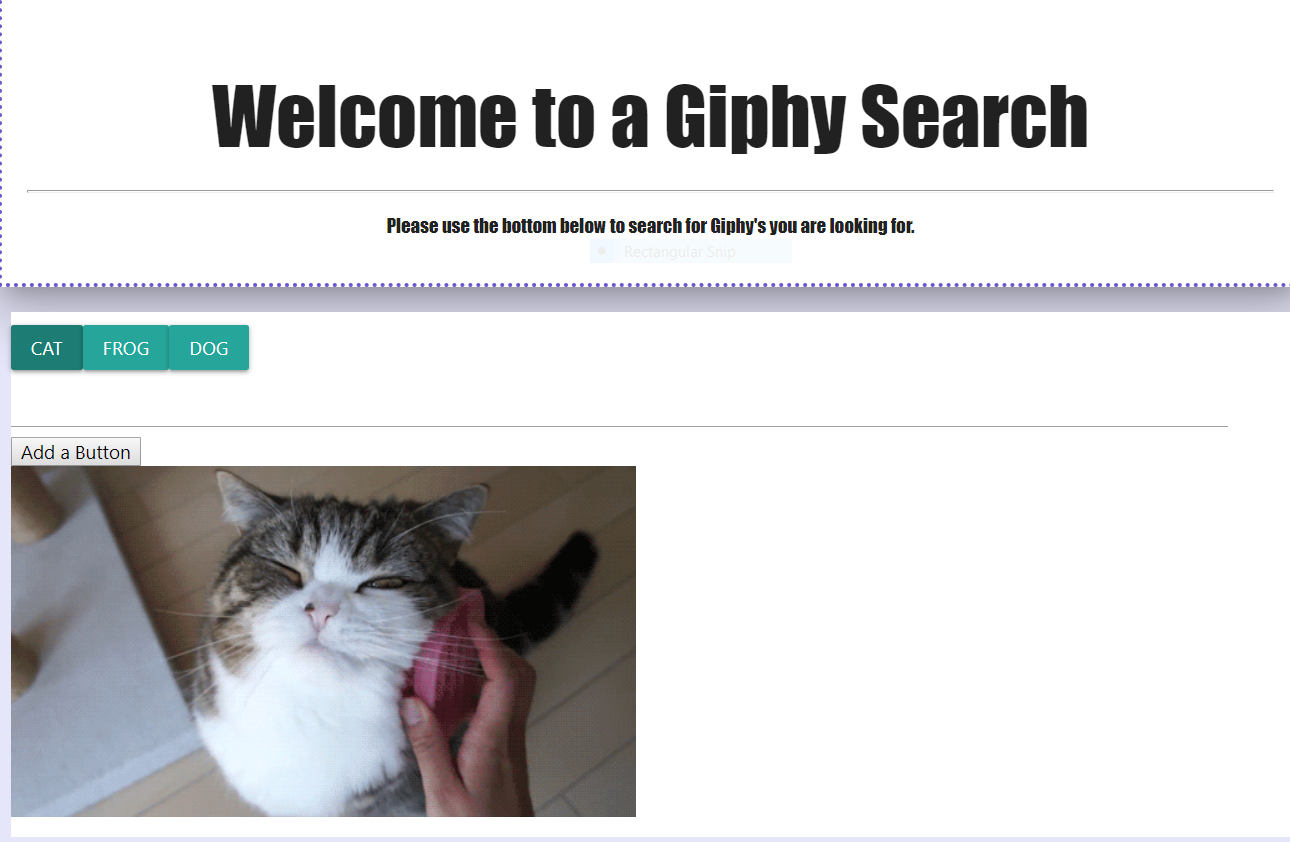 Welcome to a Giphy Search
Please use the bottom below to search for Giphy's you are looking for.
Rectangular Snip
CAT FROG DOG
Add a Button